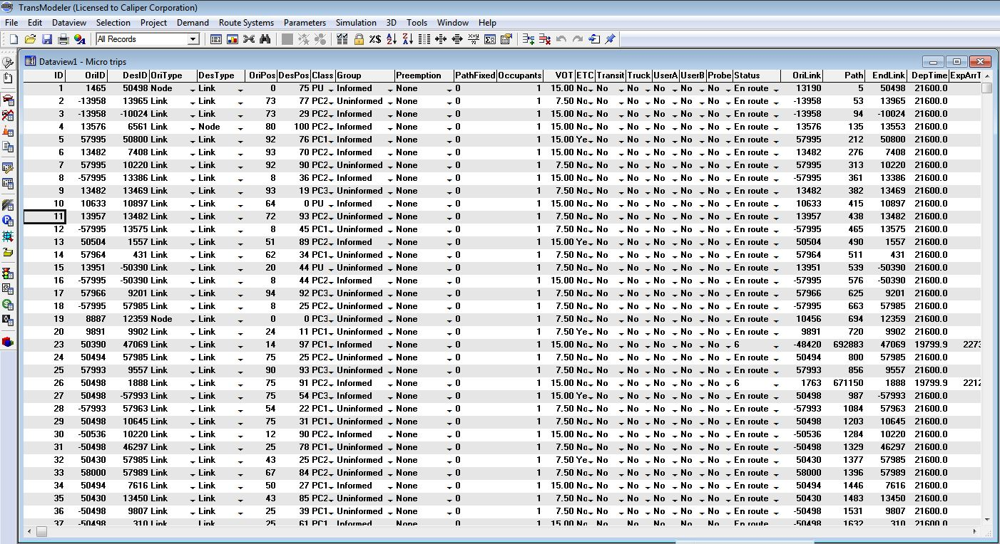 TransModeler (Licensed to Caliper Corporation)
File Edit Dataview Selection Project Demand Route Systems Parameters Simulation 3D Tools Window Help
All Records
Dataview1 - Micro trips
ID OriID DesID OriType DesType OriPos DesPos Class Group Preemption PathFixed Occupants VOT ETC Transit Truck UserA UserB Probe Status OriLink Path EndLink DepTime ExpArrT
1 1465 50498 Node Link 0 75 PU Informed None 0 1 15.00 No No No No No No En route 13190 5 50498 21600.0
2 -13958 13965 Link Link 73 77 PC2 Uninformed None 0 1 7.50 No No No No No No En route -13958 53 13965 21600.0
3 -13958 -10024 Link Link 73 29 PC2 Informed None 0 1 15.00 No No No No No No En route -13958 94 -10024 21600.0
4 13576 6561 Link Node 80 100 PC2 Informed None 0 1 15.00 No No No No No No En route 13576 135 13553 21600.0
5 57995 50800 Link Link 92 76 PC1 Informed None 0 1 15.00 Ye No No No No No En route 57995 212 50800 21600.0
6 13482 7408 Link Link 93 70 PC2 Informed None 0 1 15.00 No No No No No No En route 13482 276 7408 21600.0
7 57995 10220 Link Link 92 90 PC2 Uninformed None 0 1 7.50 No No No No No No En route 57995 313 10220 21600.0
8 -57995 13386 Link Link 8 36 PC2 Informed None 0 1 15.00 No No No No No No En route -57995 361 13386 21600.0
9 13482 13469 Link Link 93 19 PC3 Uninformed None 0 1 7.50 No No No No No No En route 13482 382 13469 21600.0
10 10633 10897 Link Link 64 0 PU Informed None 0 1 15.00 No No No No No No En route 10633 415 10897 21600.0
11 13957 13482 Link Link 72 93 PC2 Uninformed None 0 1 7.50 No No No No No No En route 13957 438 13482 21600.0
12 -57995 13575 Link Link 8 45 PC1 Uninformed None 0 1 7.50 No No No No No No En route -57995 465 13575 21600.0
13 50504 1557 Link Link 51 89 PC2 Informed None 0 1 15.00 Ye No No No No No En route 50504 490 1557 21600.0
14 57964 431 Link Link 62 34 PC1 Uninformed None 0 1 7.50 No No No No No No En route 57964 511 431 21600.0
15 13951 -50390 Link Link 20 44 PU Informed None 0 1 15.00 No No No No No No En route 13951 539 -50390 21600.0
16 -57995 -50390 Link Link 8 44 PC2 Informed None 0 1 15.00 No No No No No No En route -57995 576 -50390 21600.0
17 57966 9201 Link Link 94 92 PC3 Uninformed None 0 1 7.50 No No No No No No En route 57966 625 9201 21600.0
18 -57995 57985 Link Link 8 25 PC2 Uninformed None 0 1 7.50 No No No No No No En route -57995 663 57985 21600.0
19 8887 12359 Node Link 0 0 PC3 Uninformed None 0 1 7.50 No No No No No No En route 10456 694 12359 21600.0
20 9891 9902 Link Link 24 11 PC1 Uninformed None 0 1 7.50 Ye No No No No No En route 9891 720 9902 21600.0
23 50390 47069 Link Link 14 97 PC1 Informed None 0 1 15.00 No No No No No No 6 -48420 692883 47069 19799.9 2273
24 50494 57985 Link Link 75 25 PC2 Uninformed None 0 1 7.50 No No No No No No En route 50494 800 57985 21600.0
25 57993 9557 Link Link 90 93 PC3 Uninformed None 0 1 7.50 No No No No No No En route 57993 856 9557 21600.0
26 50498 1888 Link Link 75 91 PC2 Informed None 0 1 15.00 No No No No No No 6 1763 671150 1888 19799.9 2212
27 50498 -57993 Link Link 75 54 PC3 Informed None 0 1 15.00 Ye No No No No No En route 50498 987 -57993 21600.0
28 -57993 57963 Link Link 54 22 PC1 Uninformed None 0 1 7.50 No No No No No No En route -57993 1084 57963 21600.0
29 50498 10645 Link Link 75 31 PC1 Uninformed None 0 1 7.50 No No No No No No En route 50498 1203 10645 21600.0
30 -50536 10220 Link Link 12 90 PC2 Informed None 0 1 15.00 No No No No No No En route -50536 1284 10220 21600.0
31 -50498 46297 Link Link 25 78 PC1 Uninformed None 0 1 7.50 No No No No No No En route -50498 1329 46297 21600.0
32 50430 57985 Link Link 43 25 PC2 Uninformed None 0 1 7.50 Ye No No No No No En route 50430 1377 57985 21600.0
33 58000 57989 Link Link 67 84 PC2 Uninformed None 0 1 7.50 No No No No No No En route 58000 1396 57989 21600.0
34 50494 7616 Link Link 50 27 PC1 Informed None 0 1 15.00 No No No No No No En route 50494 1446 7616 21600.0
35 50430 13450 Link Link 43 85 PC2 Uninformed None 0 1 7.50 No No No No No No En route 50430 1483 13450 21600.0
36 -50498 9807 Link Link 25 39 PC1 Uninformed None 0 1 7.50 No No No No No No En route -50498 1531 9807 21600.0
37 -50498 310 Link Link 25 61 PC1 Informed None 0 1 15.00 No No No No No No En route -50498 1632 310 21600.0